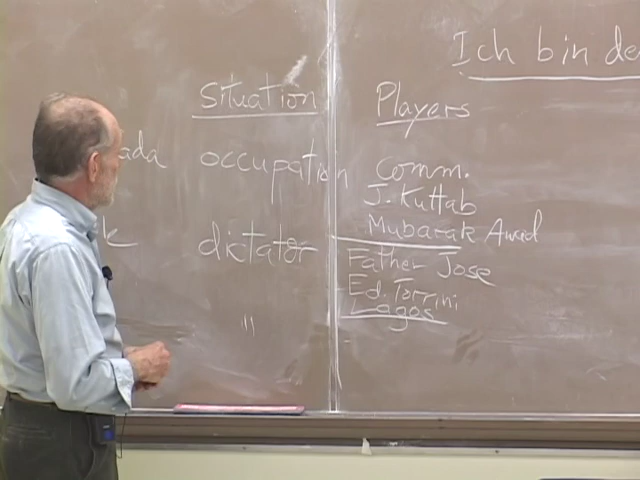 Ich bin de
Situation Players
ada occupation comm.
J. Kuttab
k dictator Mubarak Awad
Father Jose
Ed. Torrini
Lagos
"